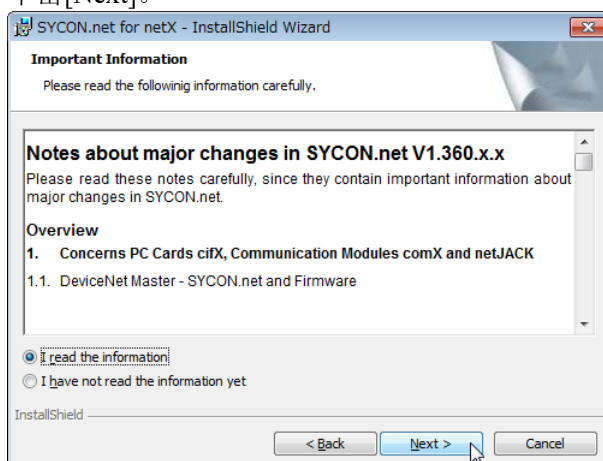 [Next]。
SYCON.net for netX - InstallShield Wizard
Important Information
Please read the followinig information carefully.
Notes about major changes in SYCON.net V1.360.x.x
Please read these notes carefully, since they contain important information about
major changes in SYCON.net.
Overview
1. Concerns PC Cards cifX, Communication Modules comX and netJACK
1.1. DeviceNet Master - SYCON.net and Firmware
I read the information
I have not read the information yet
InstallShield
< Back Next > Cancel